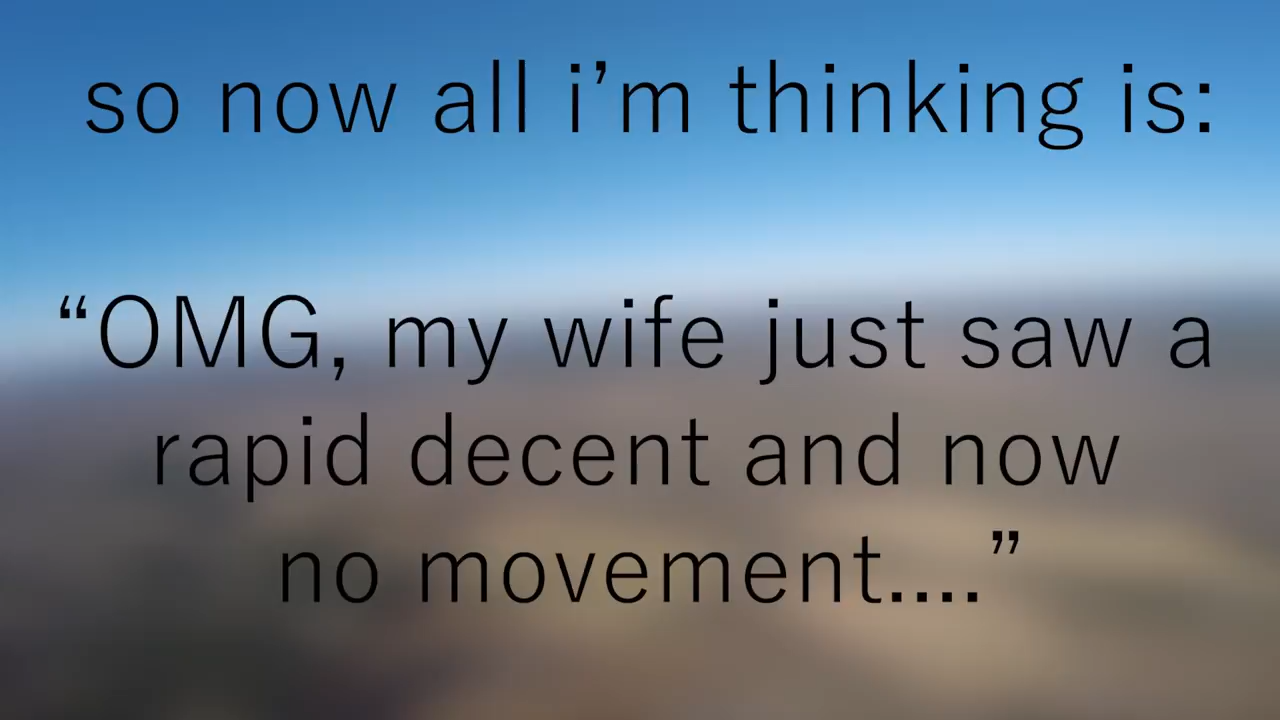 so now all i’m thinking is:
“OMG, my wife just saw a
rapid decent and now
no movement....”